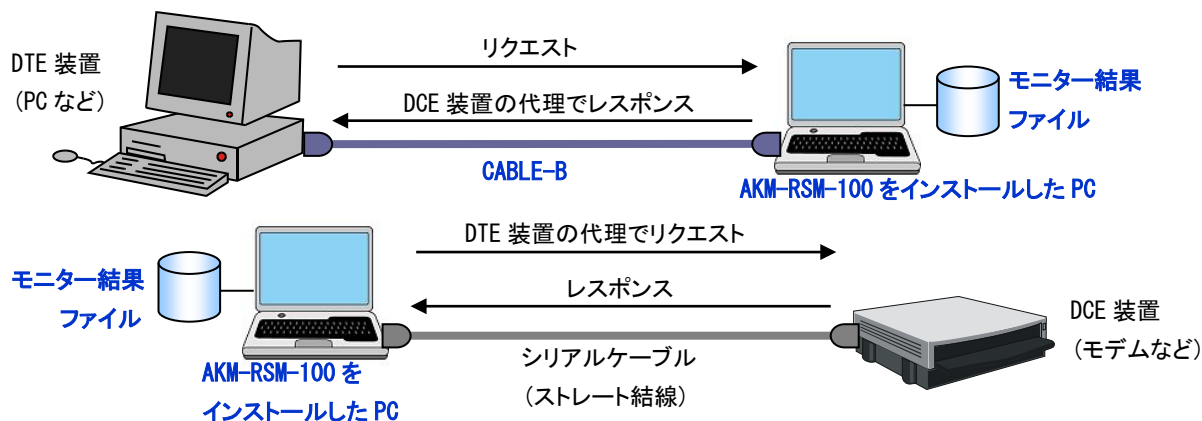 リクエスト
DTE 装置
(PC など)
DCE 装置の代理でレスポンス
モニター結果
ファイル
CABLE-B
AKM-RSM-100 をインストールした PC
DTE 装置の代理でリクエスト
モニター結果
ファイル
レスポンス
DCE 装置
(モデムなど)
シリアルケーブル
(ストレート結線)
AKM-RSM-100 を
インストールした PC